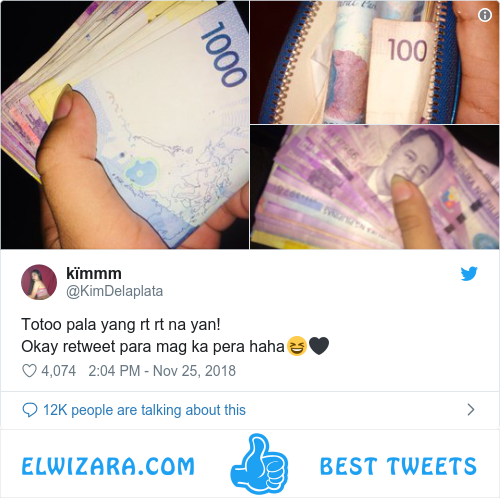 1000
100
kïmmm
@KimDelaplata
Totoo pala yang rt rt na yan!
Okay retweet para mag ka pera haha😆🖤
4,074 2:04 PM - Nov 25, 2018
12K people are talking about this
ELWIZARA.COM BEST TWEETS